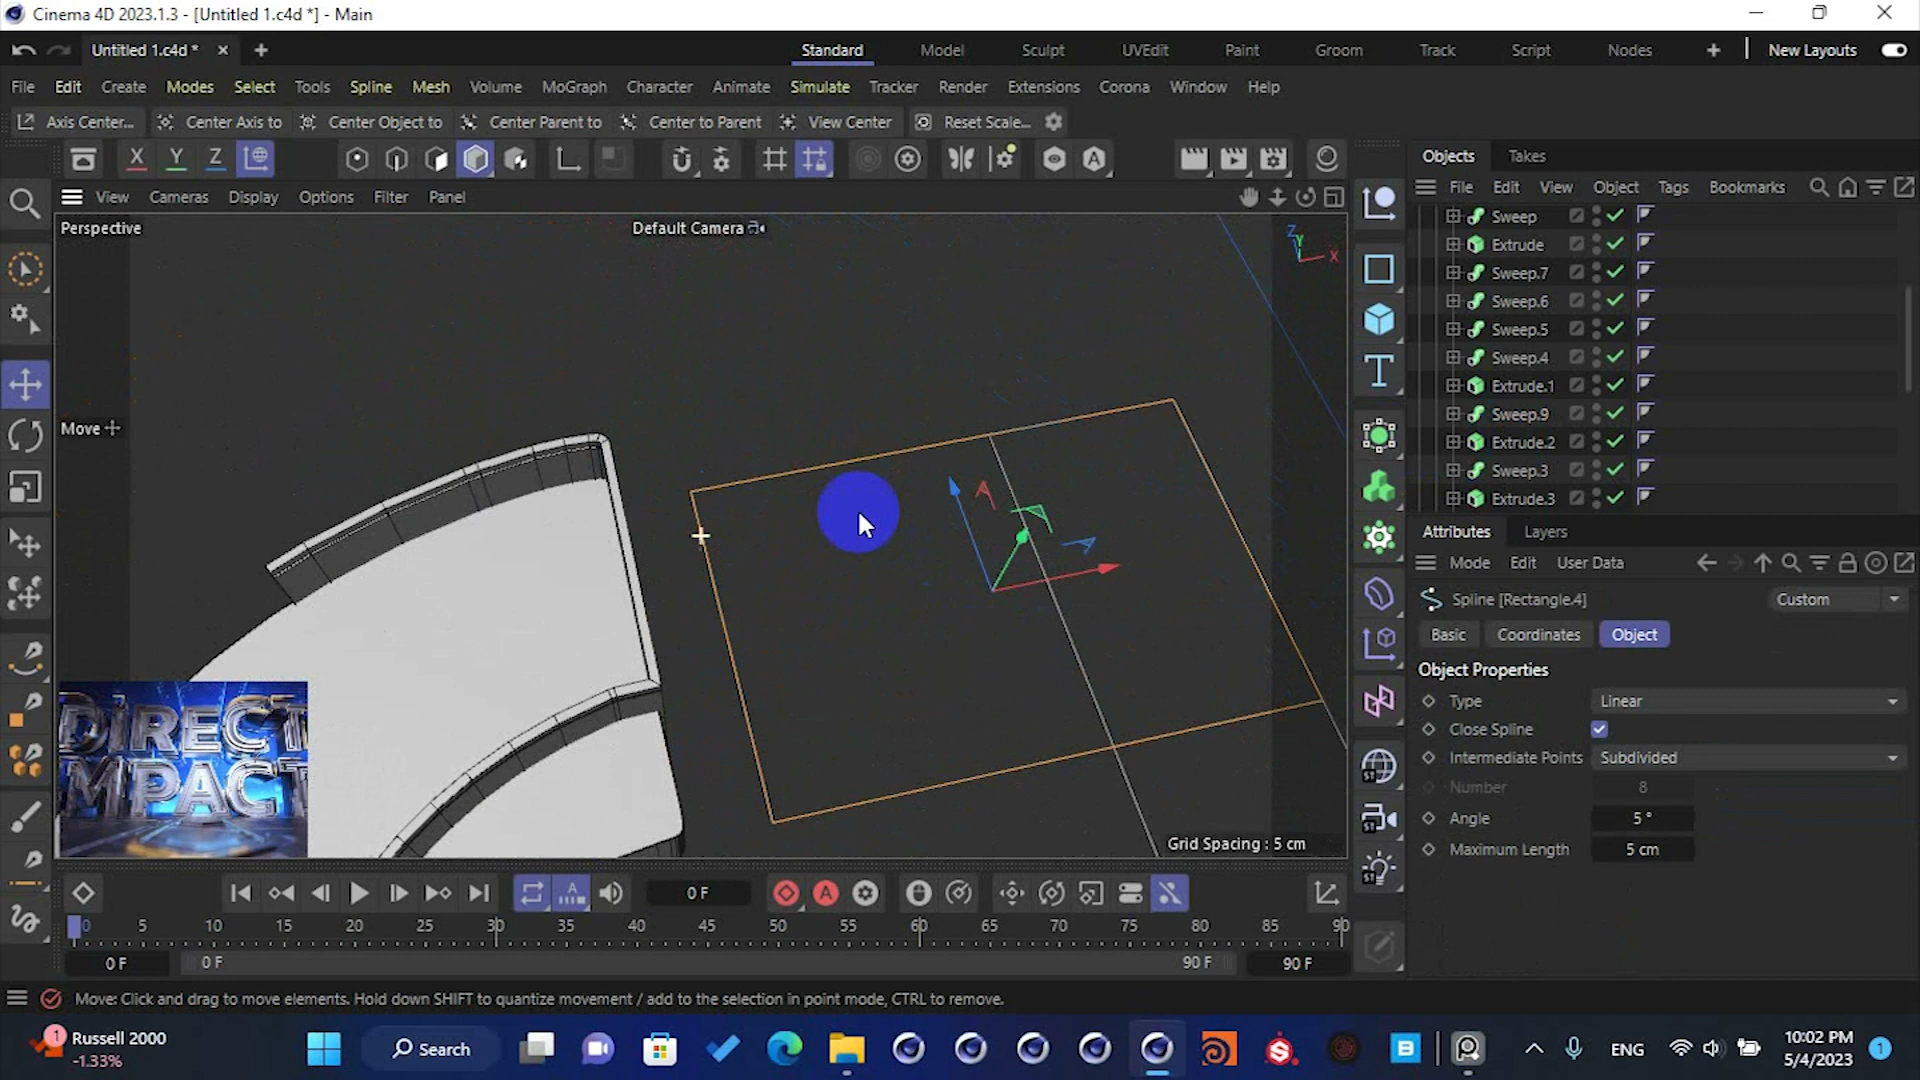 Cinema 4D 2023.1.3 - [Untitled 1.c4d *] - Main
Untitled 1.c4d *
Standard Model Sculpt UVEdit Paint Groom Track Script Nodes New Layouts
File Edit Create Modes Select Tools Spline Mesh Volume MoGraph Character Animate Simulate Tracker Render Extensions Corona Window Help
Axis Center... Center Axis to Center Object to Center Parent to Center to Parent View Center Reset Scale...
X Y Z
Objects Takes
File Edit View Object Tags Bookmarks
View Cameras Display Options Filter Panel
Perspective
Default Camera
Z Y X
Move
Sweep
Extrude
Sweep.7
Sweep.6
Sweep.5
Sweep.4
Extrude.1
Sweep.9
Extrude.2
Sweep.3
Extrude.3
Attributes Layers
Mode Edit User Data
Spline [Rectangle.4]
Custom
Basic Coordinates Object
Object Properties
Type Linear
Close Spline
Intermediate Points Subdivided
Number 8
Angle 5 °
Maximum Length 5 cm
DIRECT
IMPACT
Grid Spacing : 5 cm
0 F
0 5 10 15 20 25 30 35 40 45 50 55 60 65 70 75 80 85 90
0 F 0 F 90 F 90 F
Move: Click and drag to move elements. Hold down SHIFT to quantize movement / add to the selection in point mode, CTRL to remove.
1
Russell 2000
-1.33%
Search
ENG
10:02 PM
5/4/2023
1